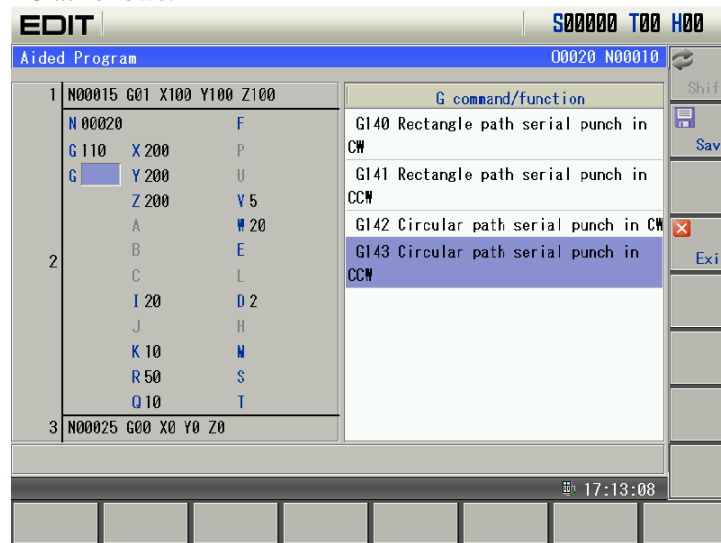 EDIT
S00000 T00 H00
Aided Program
O0020 N00010
Shif
Sav
Exi
1 N00015 G01 X100 Y100 Z100
N 00020 F
G 110 X 200 P
G Y 200 U
Z 200 V 5
A W 20
B E
2
C L
I 20 D 2
J H
K 10 M
R 50 S
Q 10 T
3 N00025 G00 X0 Y0 Z0
G command/function
G140 Rectangle path serial punch in
CW
G141 Rectangle path serial punch in
CCW
G142 Circular path serial punch in CW
G143 Circular path serial punch in
CCW
17:13:08